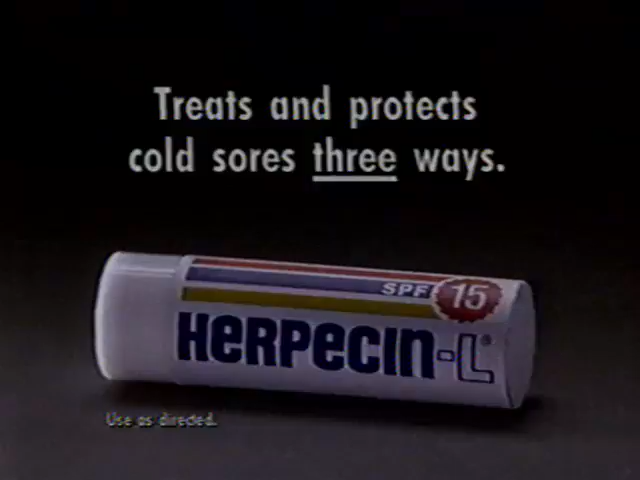 Treats and protects
cold sores three ways.
SPF 15
HERPECIN-L®
Use as directed.